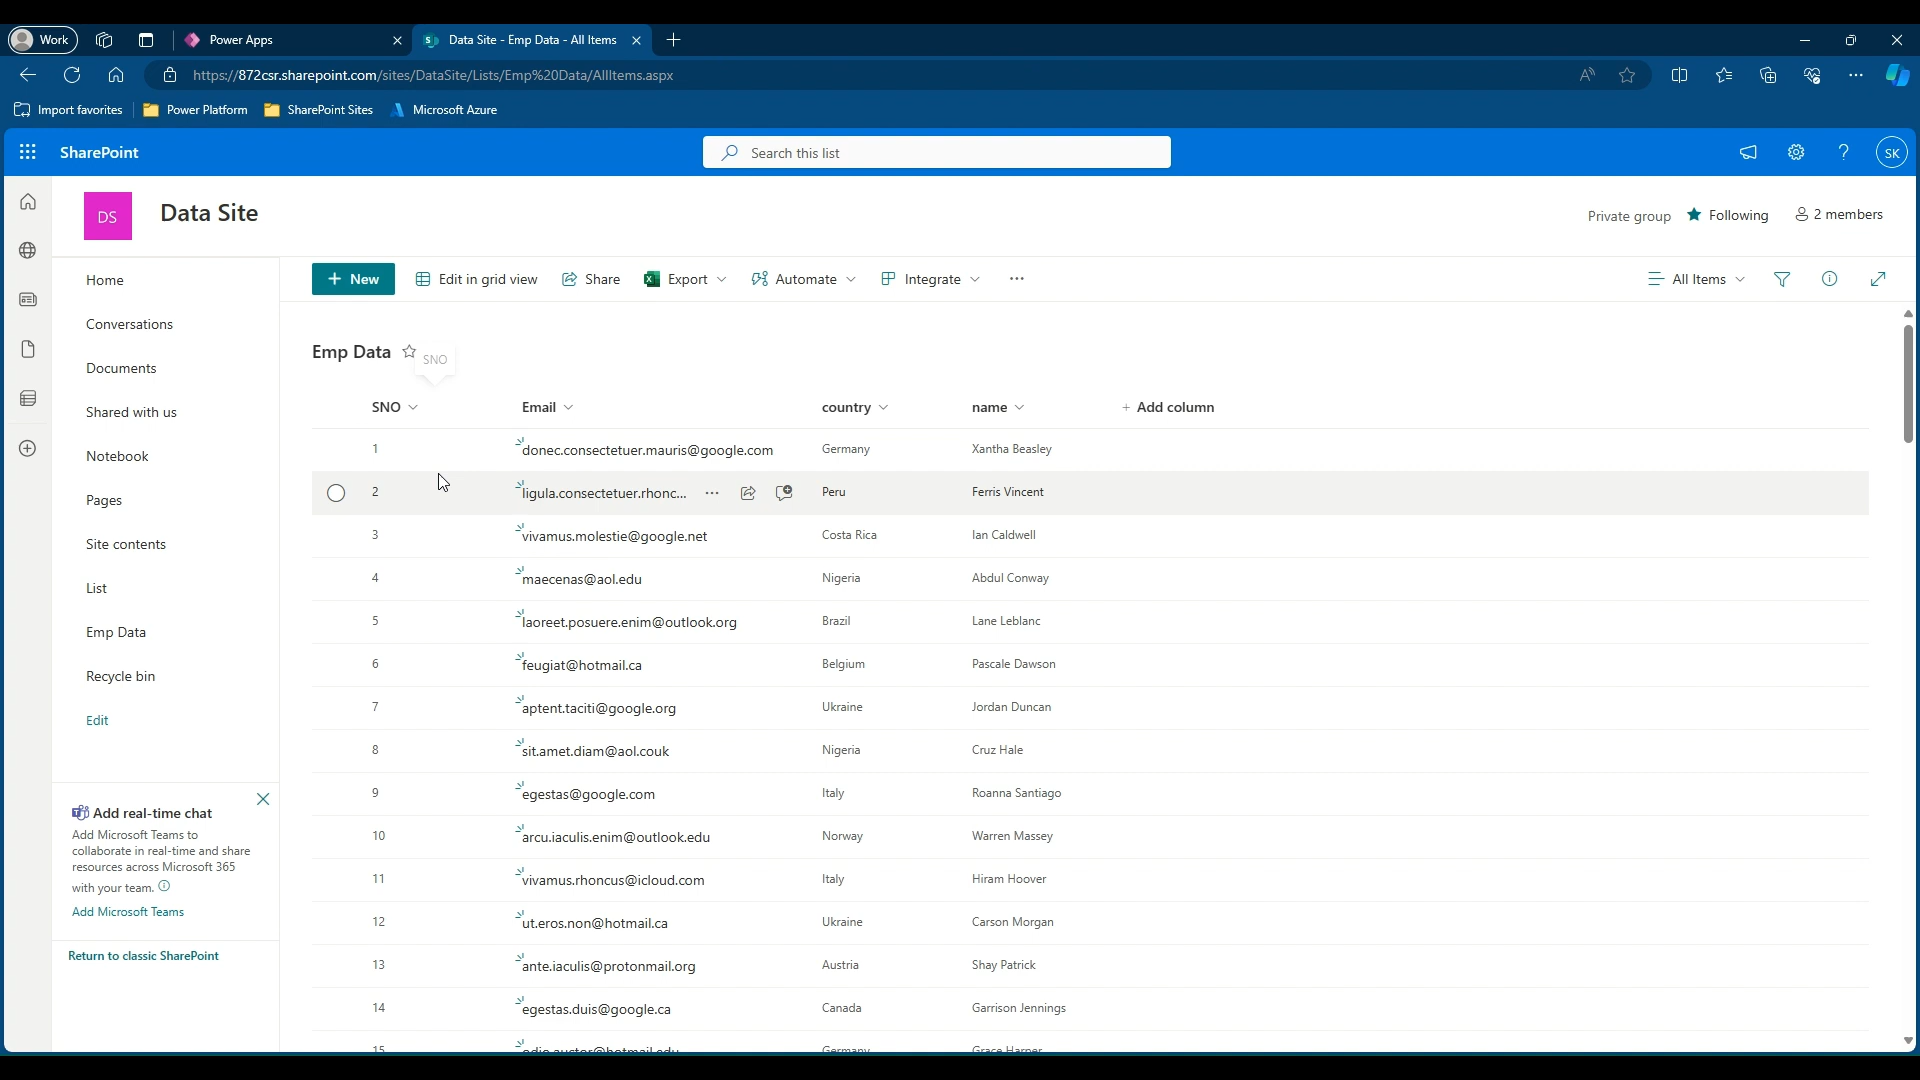 Work
Power Apps
Data Site - Emp Data - All Items
https://872csr.sharepoint.com/sites/DataSite/Lists/Emp%20Data/AllItems.aspx
Import favorites
Power Platform
SharePoint Sites
Microsoft Azure
SharePoint
Search this list
SK
DS
Data Site
Private group
Following
2 members
Home
Conversations
Documents
Shared with us
Notebook
Pages
Site contents
List
Emp Data
Recycle bin
Edit
Add real-time chat
Add Microsoft Teams to
collaborate in real-time and share
resources across Microsoft 365
with your team.
Add Microsoft Teams
Return to classic SharePoint
+ New
Edit in grid view
Share
Export
Automate
Integrate
All Items
Emp Data
SNO
SNO Email country name + Add column
1 donec.consectetuer.mauris@google.com Germany Xantha Beasley
2 ligula.consectetuer.rhonc... Peru Ferris Vincent
3 vivamus.molestie@google.net Costa Rica Ian Caldwell
4 maecenas@aol.edu Nigeria Abdul Conway
5 laoreet.posuere.enim@outlook.org Brazil Lane Leblanc
6 feugiat@hotmail.ca Belgium Pascale Dawson
7 aptent.taciti@google.org Ukraine Jordan Duncan
8 sit.amet.diam@aol.couk Nigeria Cruz Hale
9 egestas@google.com Italy Roanna Santiago
10 arcu.iaculis.enim@outlook.edu Norway Warren Massey
11 vivamus.rhoncus@icloud.com Italy Hiram Hoover
12 ut.eros.non@hotmail.ca Ukraine Carson Morgan
13 ante.iaculis@protonmail.org Austria Shay Patrick
14 egestas.duis@google.ca Canada Garrison Jennings
15 Germany Grace Harper